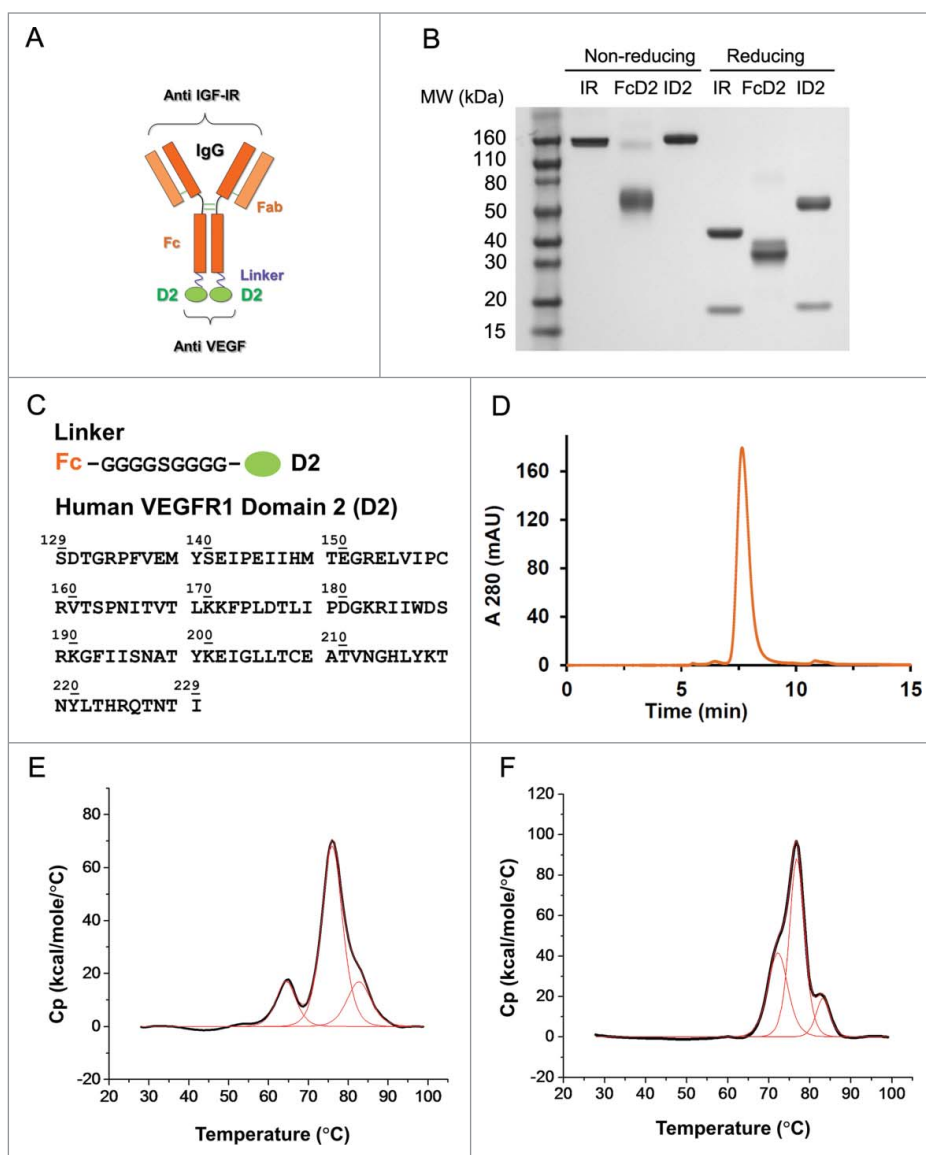 A
Anti IGF-IR
IgG
Fab
Fc
Linker
D2
D2
Anti VEGF
B
Non-reducing
Reducing
MW (kDa)
IR FcD2 ID2
IR FcD2 ID2
160
110
80
50
40
30
20
15
C
Linker
Fc –GGGGSGGGG– D2
Human VEGFR1 Domain 2 (D2)
129 140 150
SDTGRPFVEM YSEIPEIIHM TEGRELVIPC
160 170 180
RVTSPNITVT LKKFPLDTLI PDGKRIIWDS
190 200 210
RKGFIISNAT YKEIGLLTCE ATVNGHLYKT
220 229
NYLTHRQTNT I
D
A 280 (mAU)
160
120
80
40
0
0 5 10 15
Time (min)
E
Cp (kcal/mole/°C)
80
60
40
20
0
-20
20 30 40 50 60 70 80 90 100
Temperature (°C)
F
Cp (kcal/mole/°C)
120
100
80
60
40
20
0
-20
20 30 40 50 60 70 80 90 100
Temperature (°C)